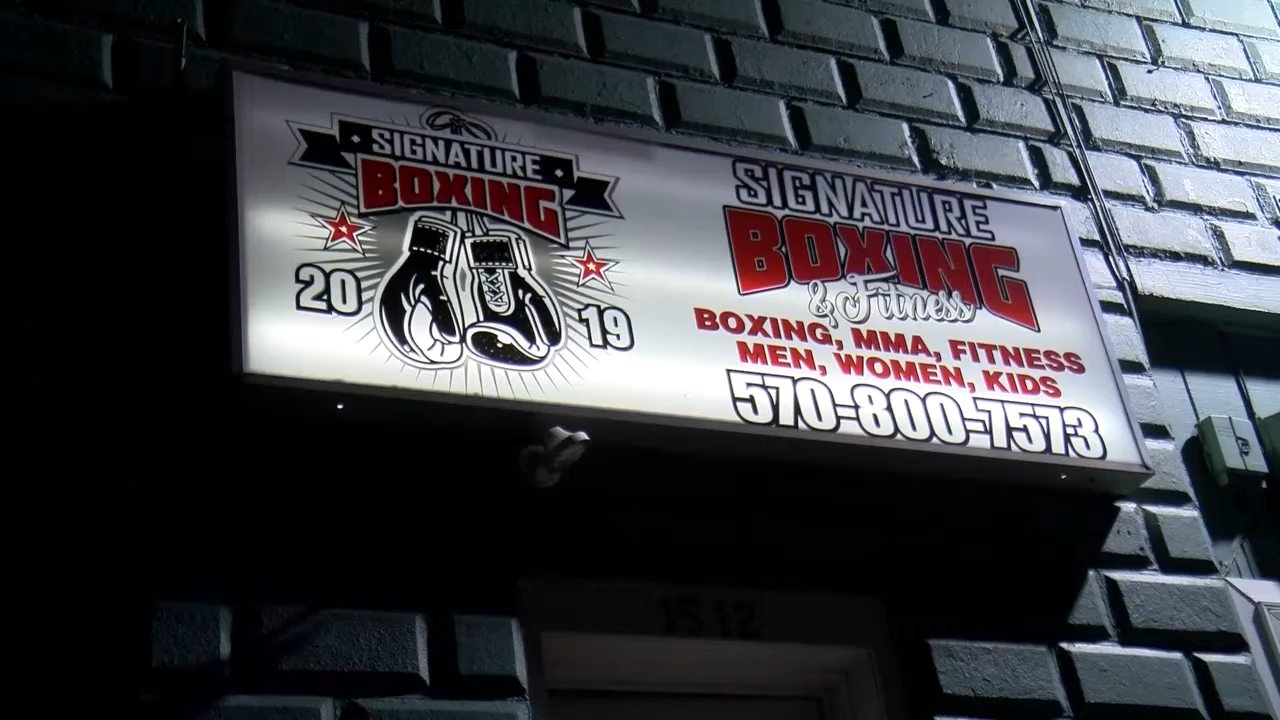 SIGNATURE
BOXING
20 19
SIGNATURE
BOXING
& Fitness
BOXING, MMA, FITNESS
MEN, WOMEN, KIDS
570-800-7573
1512